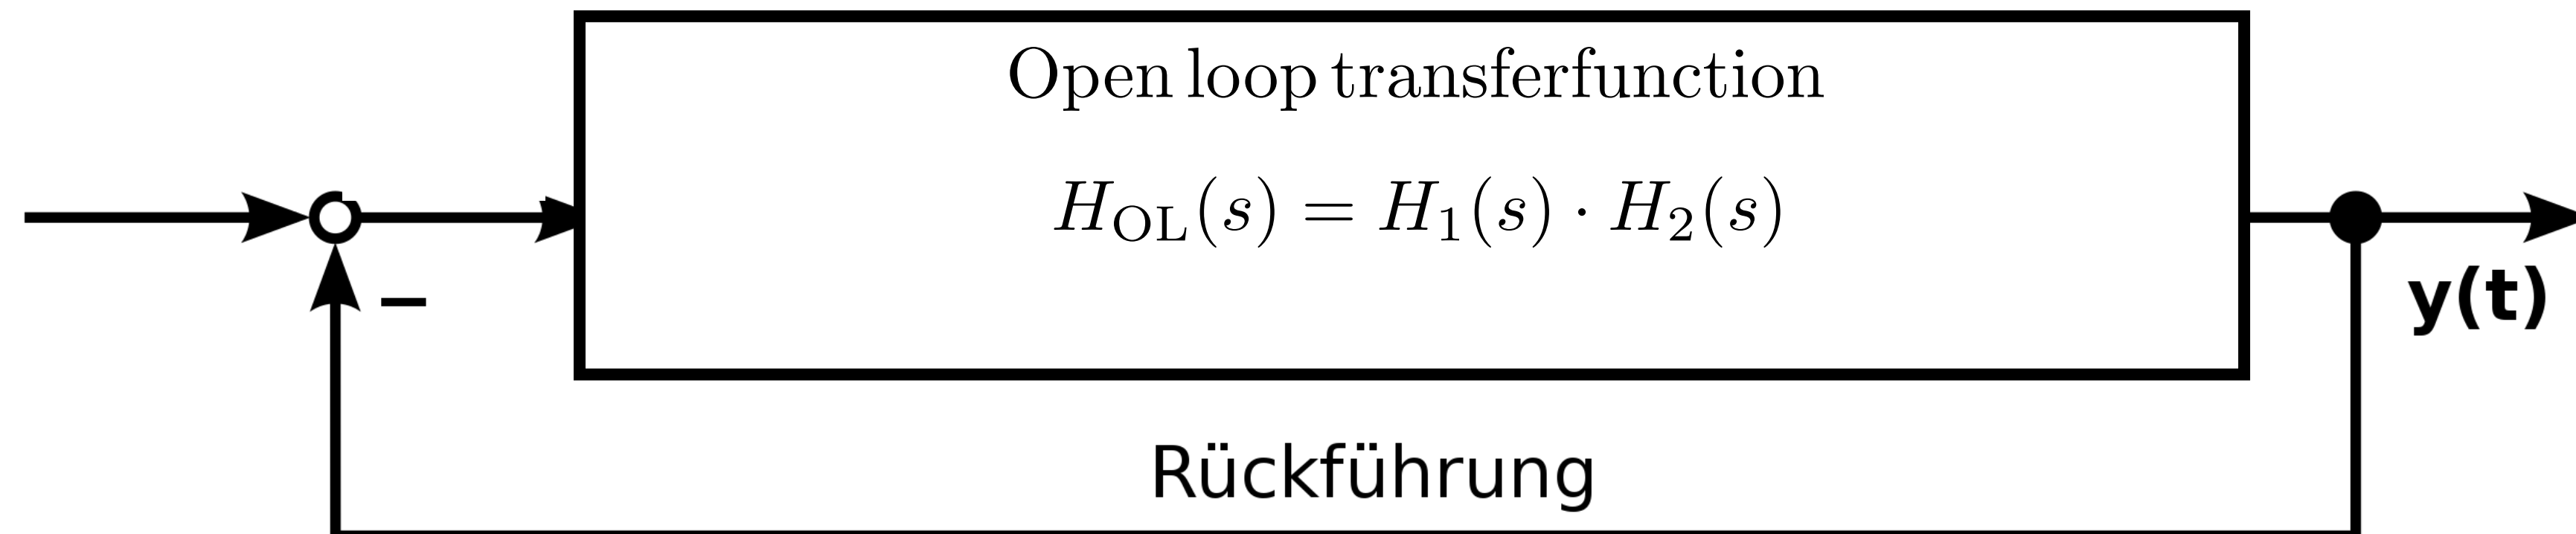 Open loop transferfunction
H_OL(s) = H_1(s) · H_2(s)
–
y(t)
Rückführung